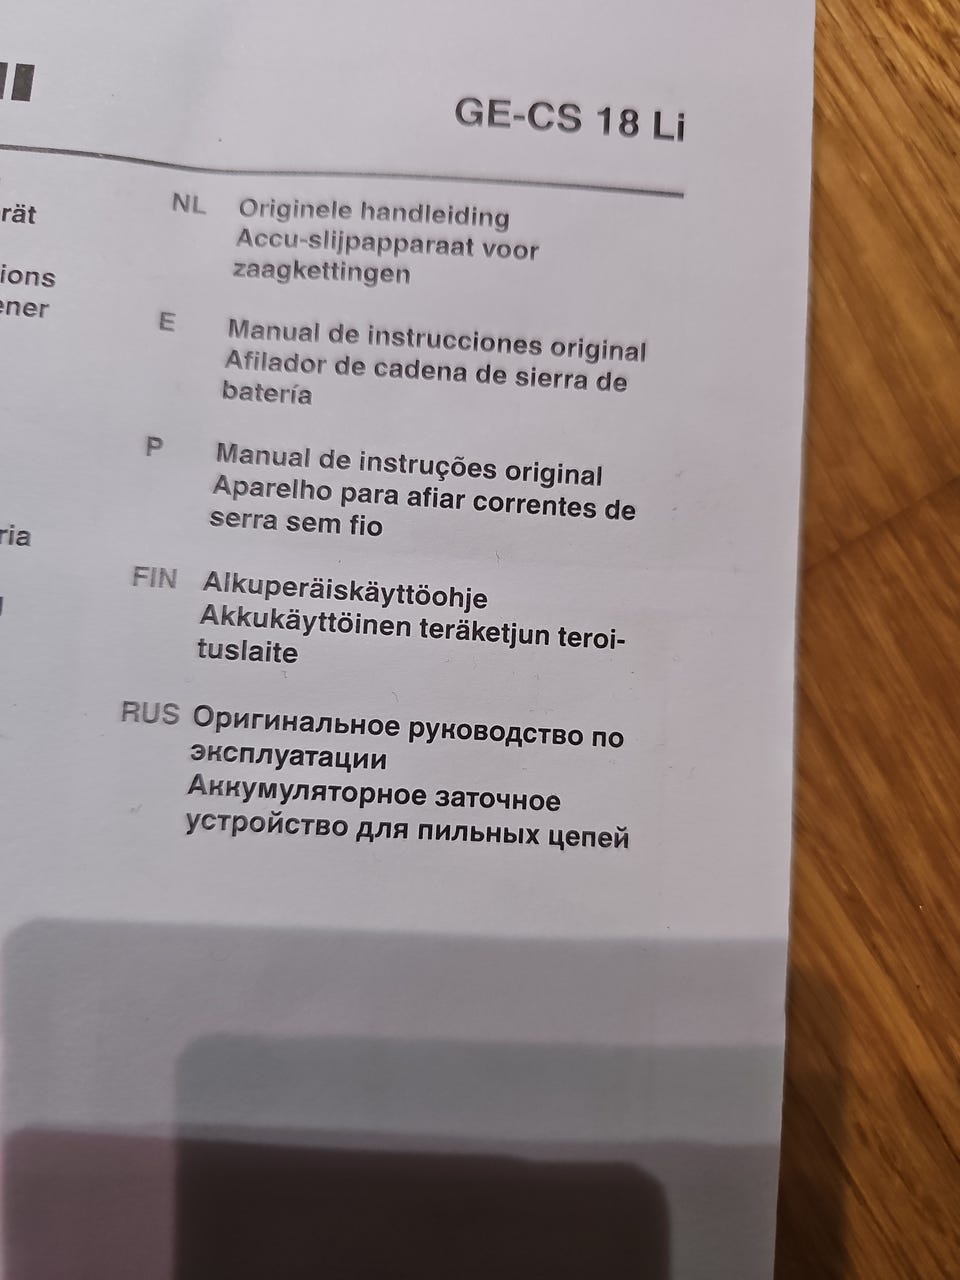 GE-CS 18 Li
rät
ions
ener
ria
NL Originele handleiding
Accu-slijpapparaat voor
zaagkettingen
E Manual de instrucciones original
Afilador de cadena de sierra de
batería
P Manual de instruções original
Aparelho para afiar correntes de
serra sem fio
FIN Alkuperäiskäyttöohje
Akkukäyttöinen teräketjun teroi-
tuslaite
RUS Оригинальное руководство по
эксплуатации
Аккумуляторное заточное
устройство для пильных цепей